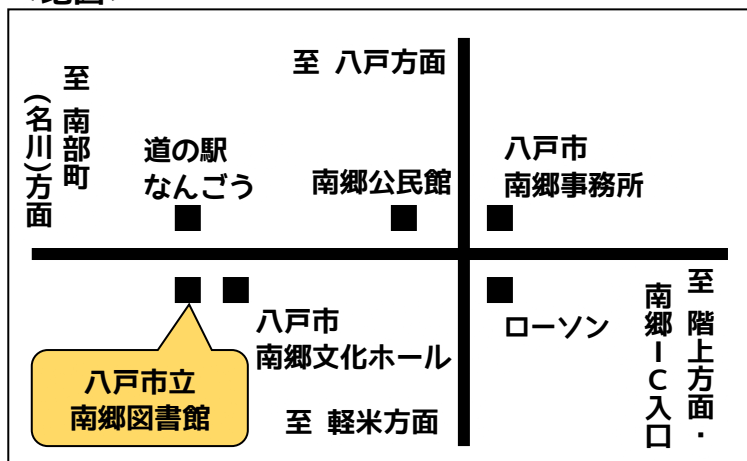 至 八戸方面
至 南部町
(名川)方面
道の駅
なんごう
南郷公民館
八戸市
南郷事務所
八戸市
南郷文化ホール
ローソン
至 階上方面・
南郷IC入口
八戸市立
南郷図書館
至 軽米方面